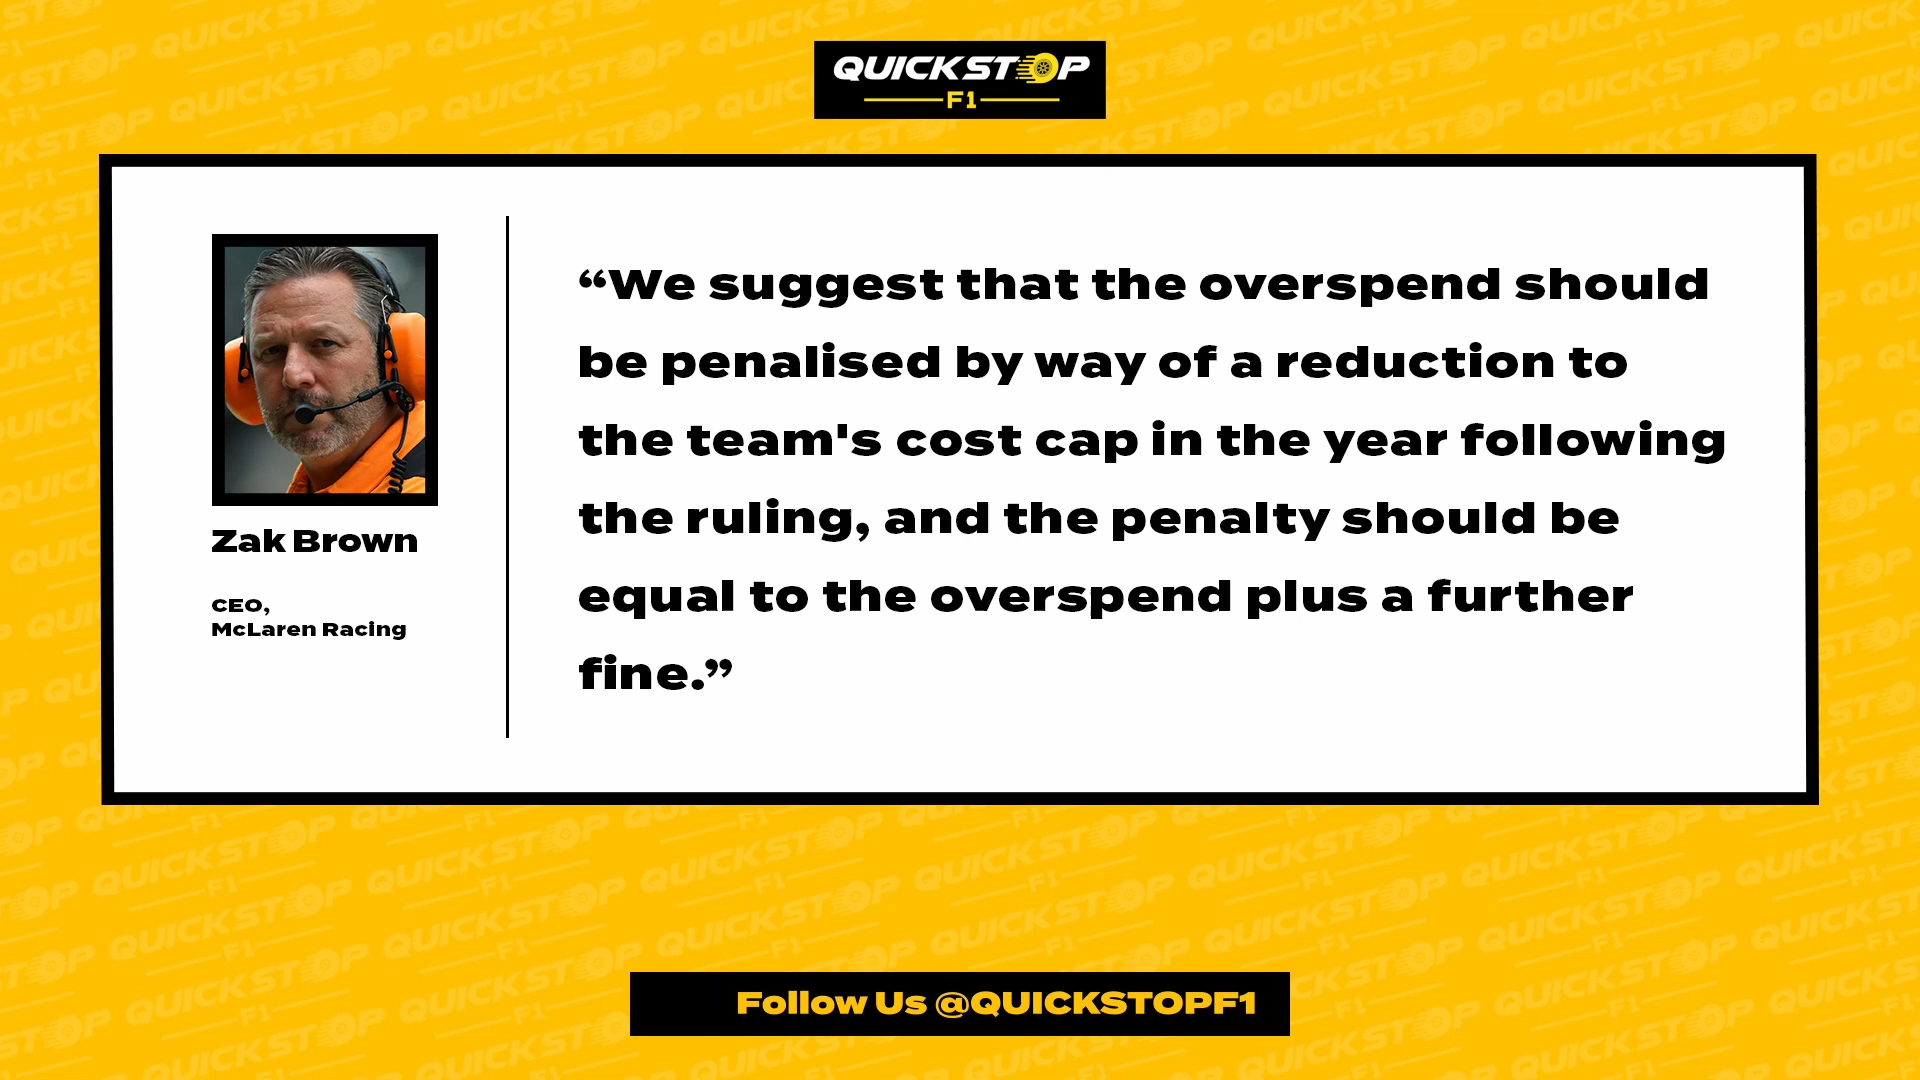 QUICKSTOP
F1
“We suggest that the overspend should
be penalised by way of a reduction to
the team's cost cap in the year following
the ruling, and the penalty should be
equal to the overspend plus a further
fine.”
Zak Brown
CEO,
McLaren Racing
Follow Us @QUICKSTOPF1